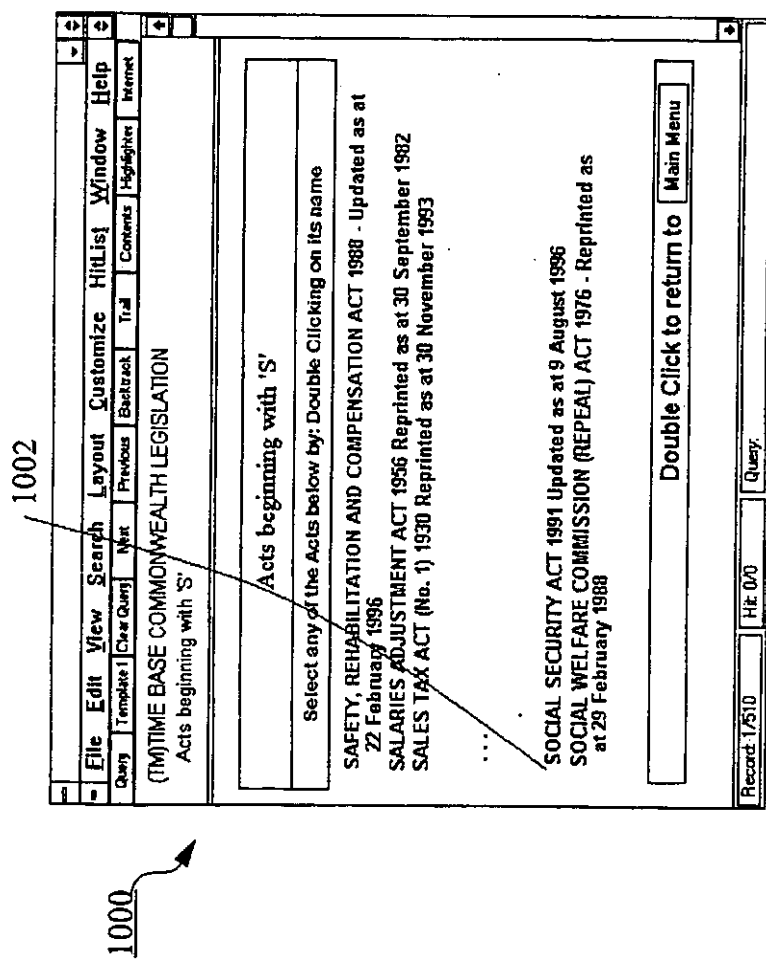 1002
1000
File Edit View Search Layout Customize HitList Window Help
Query Template 1 Clear Query Next Previous Backtrack Trail Contents Highlighter Internet
(TM)TIME BASE COMMONWEALTH LEGISLATION
Acts beginning with 'S'
Acts beginning with 'S'
Select any of the Acts below by: Double Clicking on its name
SAFETY, REHABILITATION AND COMPENSATION ACT 1988 - Updated as at
22 February 1996
SALARIES ADJUSTMENT ACT 1956 Reprinted as at 30 September 1982
SALES TAX ACT (No. 1) 1930 Reprinted as at 30 November 1993
. . . .
SOCIAL SECURITY ACT 1991 Updated as at 9 August 1996
SOCIAL WELFARE COMMISSION (REPEAL) ACT 1976 - Reprinted as
at 29 February 1988
Double Click to return to Main Menu
Record: 1/510 Hit: 0/0 Query: